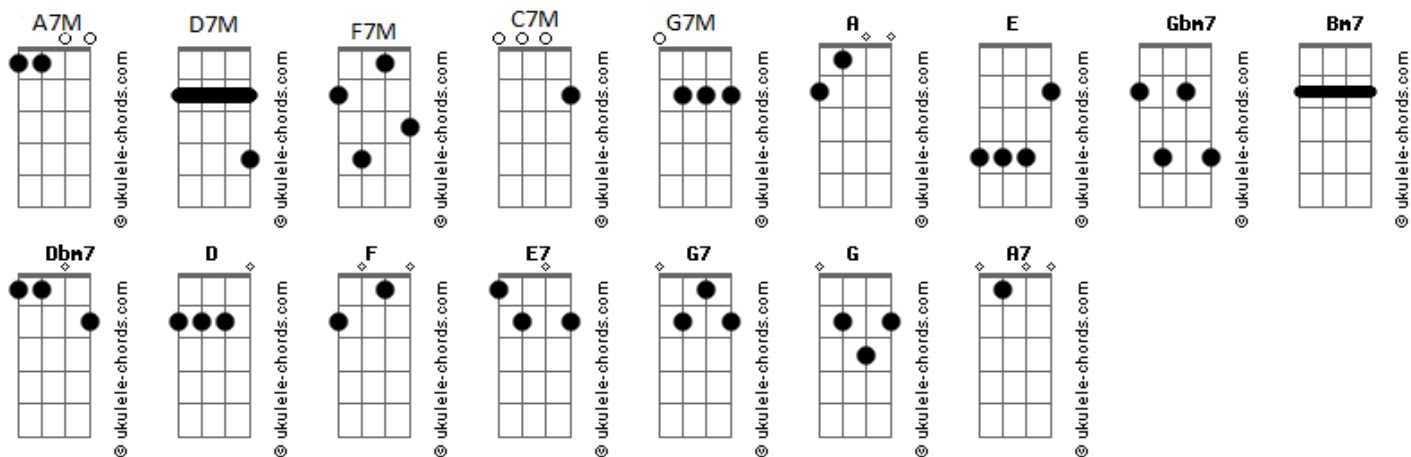 A7M D7M F7M C7M G7M A E Gbm7 Bm7
© ukulele-chords.com © ukulele-chords.com © ukulele-chords.com © ukulele-chords.com © ukulele-chords.com © ukulele-chords.com © ukulele-chords.com © ukulele-chords.com © ukulele-chords.com
Dbm7 D F E7 G7 G A7
© ukulele-chords.com © ukulele-chords.com © ukulele-chords.com © ukulele-chords.com © ukulele-chords.com © ukulele-chords.com © ukulele-chords.com